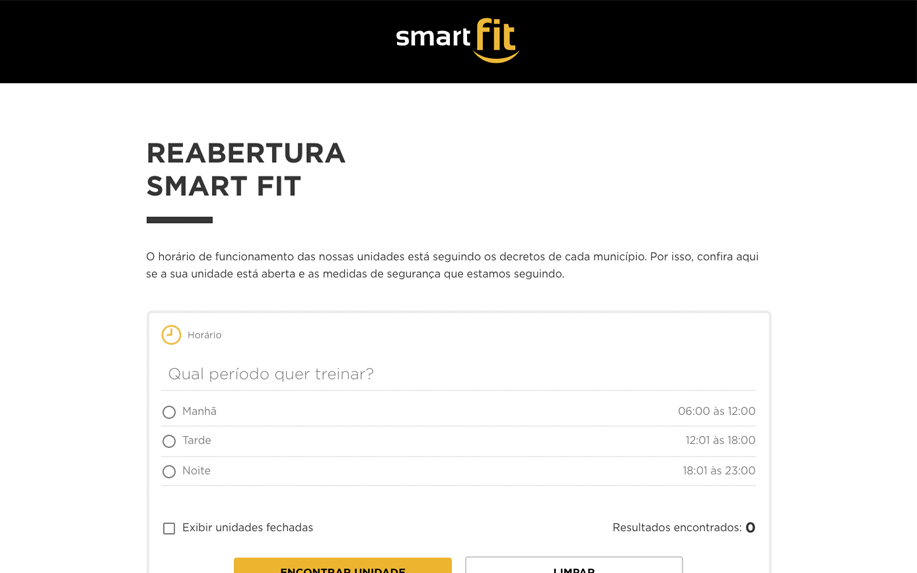 smart fit
REABERTURA
SMART FIT
O horário de funcionamento das nossas unidades está seguindo os decretos de cada município. Por isso, confira aqui
se a sua unidade está aberta e as medidas de segurança que estamos seguindo.
Horário
Qual período quer treinar?
Manhã 06:00 às 12:00
Tarde 12:01 às 18:00
Noite 18:01 às 23:00
Exibir unidades fechadas Resultados encontrados: 0
ENCONTRAR UNIDADE LIMPAR